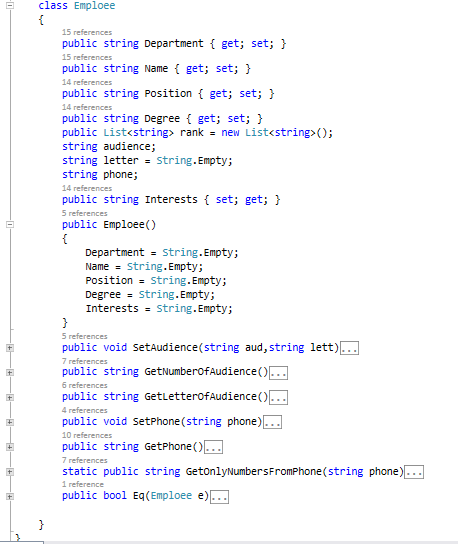 class Emploee
{
15 references
public string Department { get; set; }
15 references
public string Name { get; set; }
14 references
public string Position { get; set; }
14 references
public string Degree { get; set; }
public List<string> rank = new List<string>();
string audience;
string letter = String.Empty;
string phone;
14 references
public string Interests { set; get; }
5 references
public Emploee()
{
Department = String.Empty;
Name = String.Empty;
Position = String.Empty;
Degree = String.Empty;
Interests = String.Empty;
}
5 references
public void SetAudience(string aud,string lett)...
7 references
public string GetNumberOfAudience()...
6 references
public string GetLetterOfAudience()...
4 references
public void SetPhone(string phone)...
10 references
public string GetPhone()...
7 references
static public string GetOnlyNumbersFromPhone(string phone)...
1 reference
public bool Eq(Emploee e)...
}
}